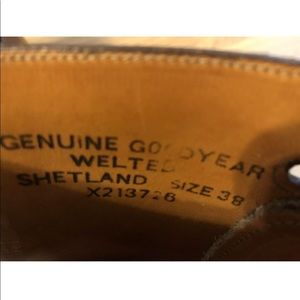 GENUINE GOODYEAR
WELTED
SHETLAND SIZE 38
X213726